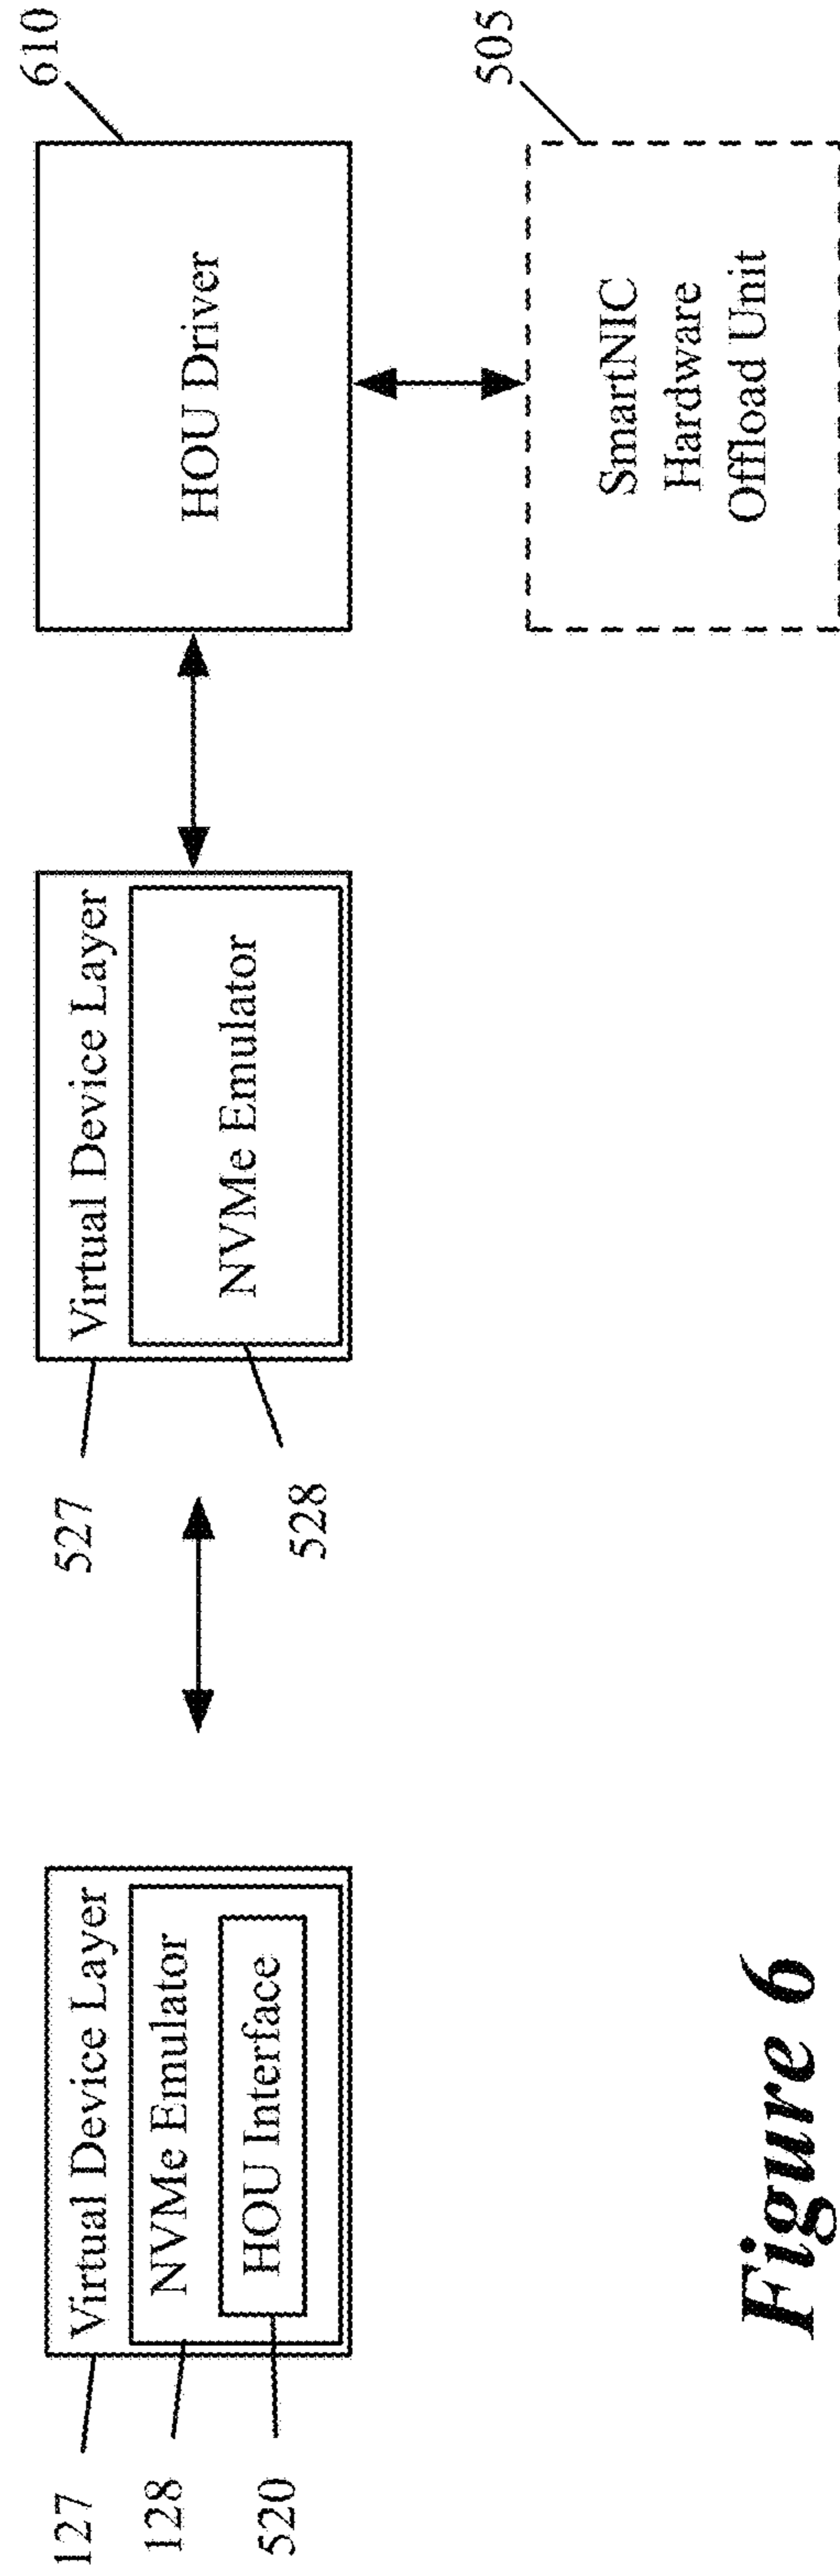 127
Virtual Device Layer
128
NVMe Emulator
520
HOU Interface
527
Virtual Device Layer
528
NVMe Emulator
610
HOU Driver
505
SmartNIC
Hardware
Offload Unit
Figure 6